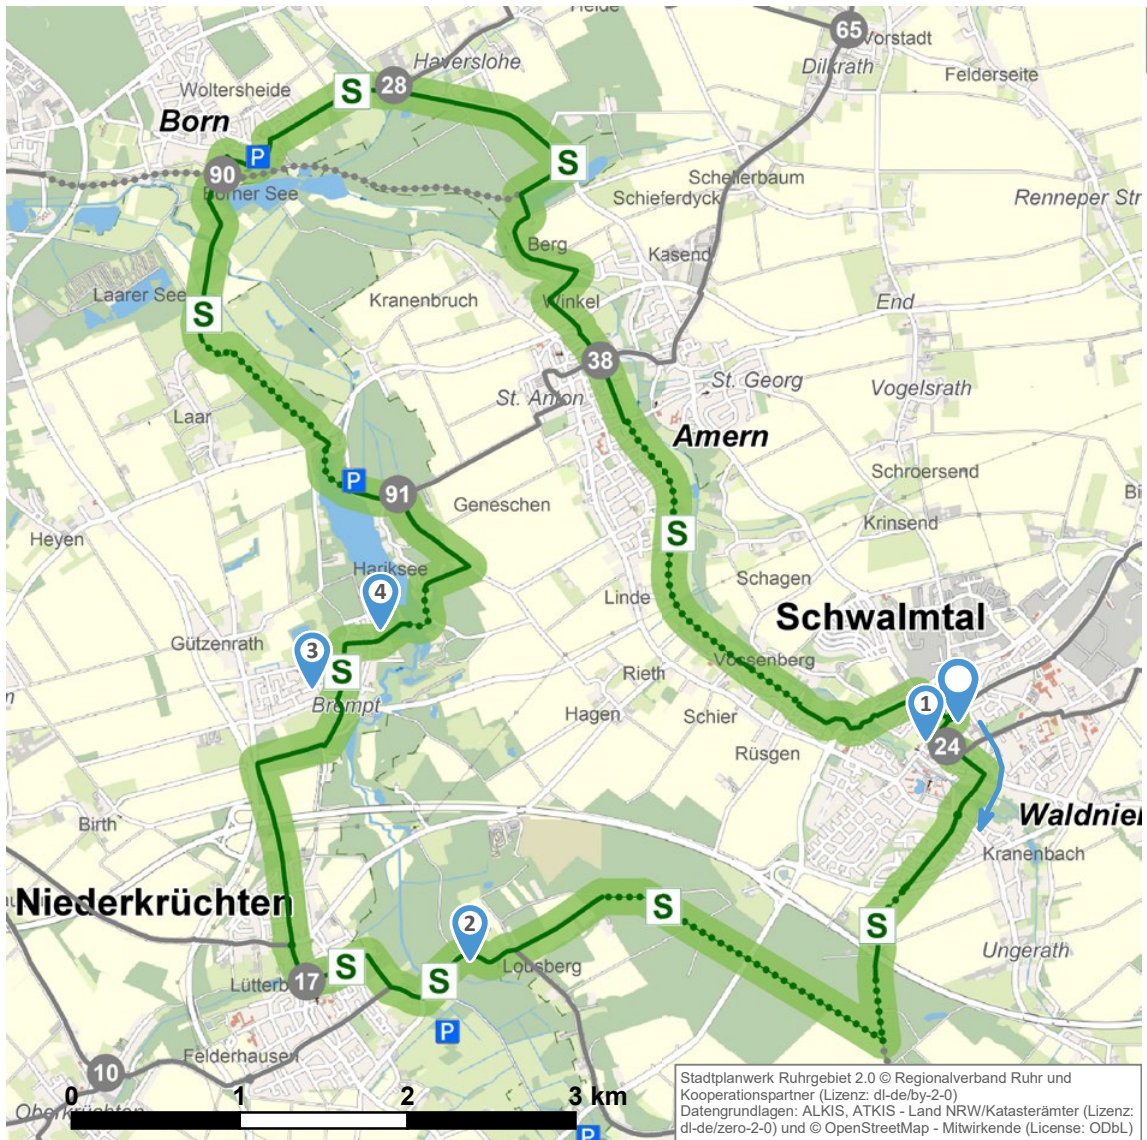 Heide
65
Vorstadt
Haverslohe
Dilkrath
Felderseite
S
28
Woltersheide
Born
P
S
90
Borner See
Schellerbaum
Schieferdyck
Renneper Str
Berg
Kasend
Laarer See
Kranenbruch
Winkel
End
S
38
St. Georg
St. Anton
Vogelsrath
Laar
Amern
Schroersend
P
91
Geneschen
Krinsend
Heyen
S
Hariksee
Schagen
4
Linde
Schwalmtal
Gützenrath
3
S
Vossenberg
Rieth
Brempt
Hagen
Schier
1
Rüsgen
24
Birth
Waldnier
Kranenbach
Niederkrüchten
S
2
S
Ungerath
Lousberg
S
S
Lütterb
17
P
Felderhausen
10
0 1 2 3 km
Oberkrüchten
P
Stadtplanwerk Ruhrgebiet 2.0 © Regionalverband Ruhr und
Kooperationspartner (Lizenz: dl-de/by-2-0)
Datengrundlagen: ALKIS, ATKIS - Land NRW/Katasterämter (Lizenz:
dl-de/zero-2-0) und © OpenStreetMap - Mitwirkende (License: ODbL)